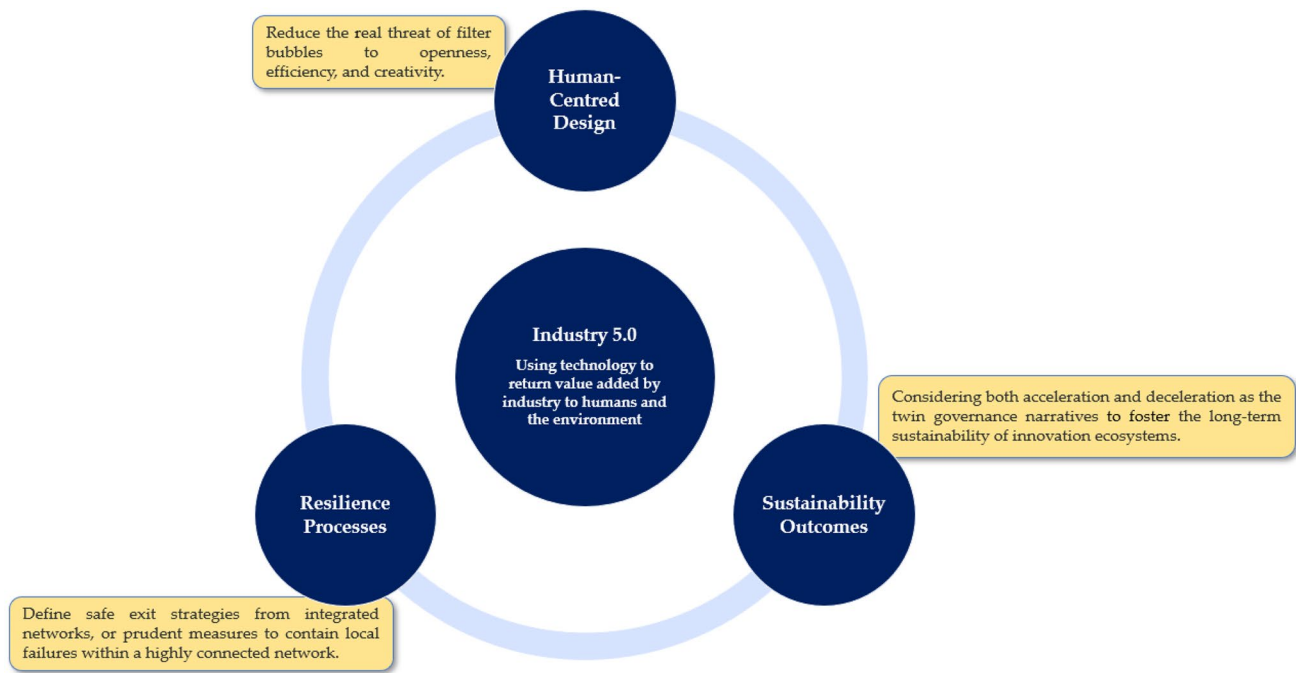 Reduce the real threat of filter
bubbles to openness,
efficiency, and creativity.
Human-
Centred
Design
Industry 5.0
Using technology to
return value added by
industry to humans and
the environment
Considering both acceleration and deceleration as the
twin governance narratives to foster the long-term
sustainability of innovation ecosystems.
Resilience
Processes
Sustainability
Outcomes
Define safe exit strategies from integrated
networks, or prudent measures to contain local
failures within a highly connected network.